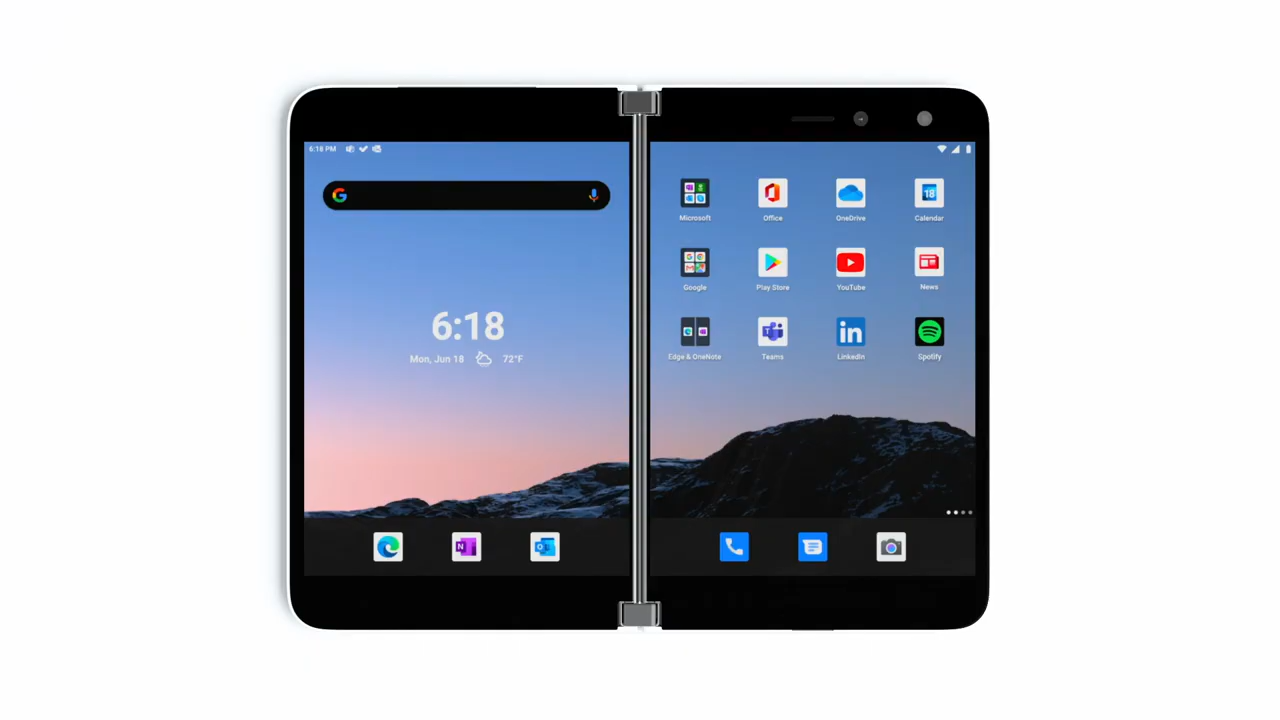 6:18 PM
6:18
Mon, Jun 18 72°F
Microsoft Office OneDrive Calendar
18
Google Play Store YouTube News
Edge & OneNote Teams LinkedIn Spotify
in
N
O